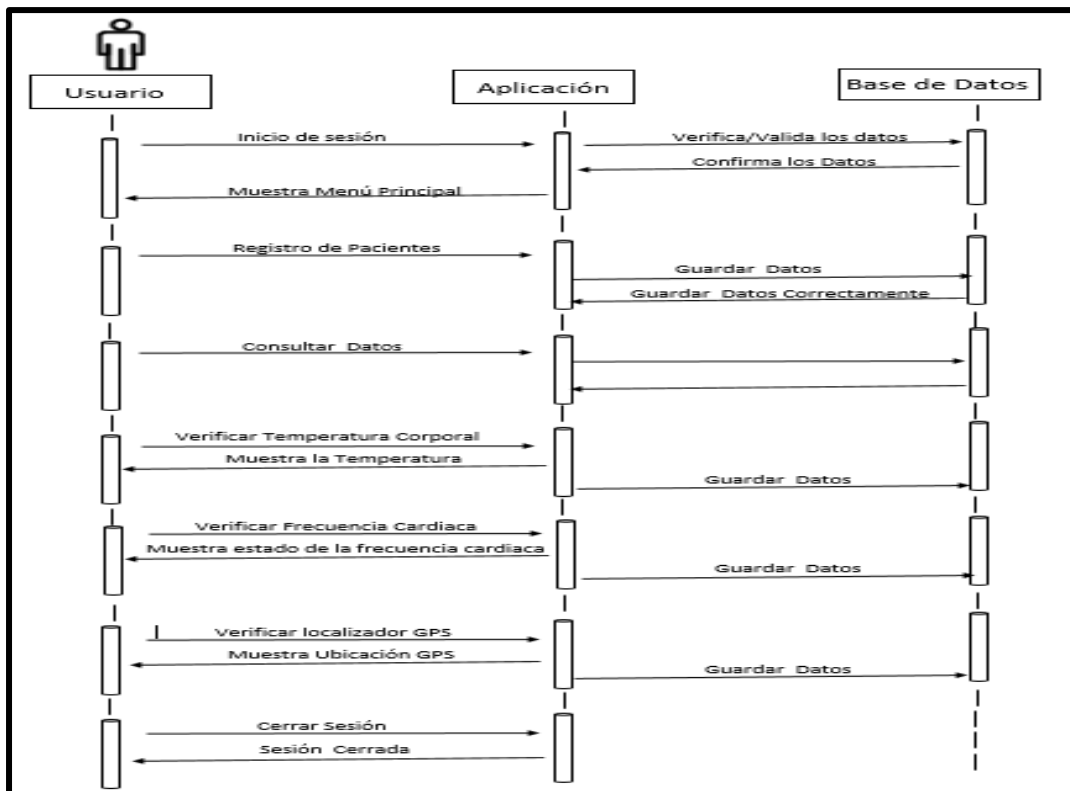 Usuario
Aplicación
Base de Datos
Inicio de sesión
Verifica/Valida los datos
Confirma los Datos
Muestra Menú Principal
Registro de Pacientes
Guardar Datos
Guardar Datos Correctamente
Consultar Datos
Verificar Temperatura Corporal
Muestra la Temperatura
Guardar Datos
Verificar Frecuencia Cardiaca
Muestra estado de la frecuencia cardiaca
Guardar Datos
Verificar localizador GPS
Muestra Ubicación GPS
Guardar Datos
Cerrar Sesión
Sesión Cerrada